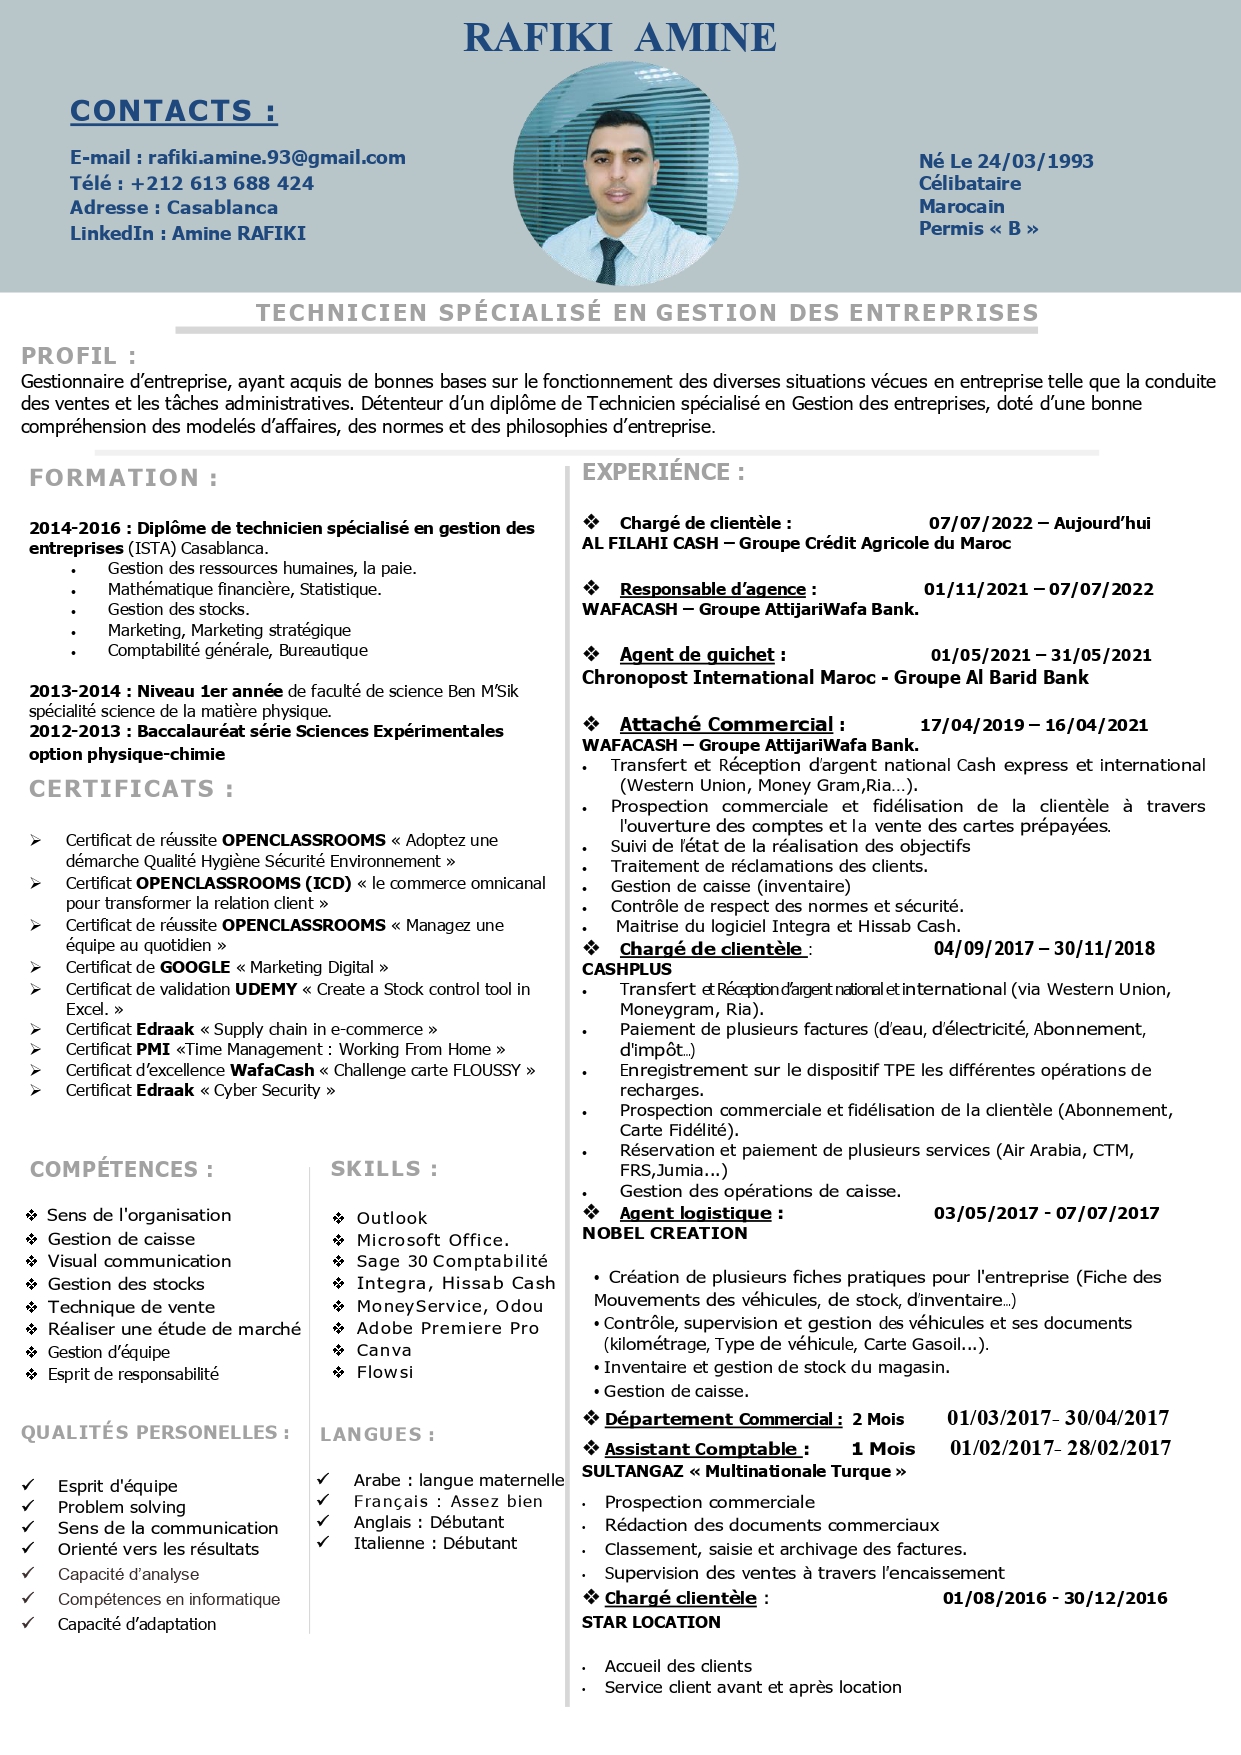 RAFIKI AMINE
CONTACTS :
E-mail : rafiki.amine.93@gmail.com
Télé : +212 613 688 424
Adresse : Casablanca
LinkedIn : Amine RAFIKI
Né Le 24/03/1993
Célibataire
Marocain
Permis « B »
TECHNICIEN SPÉCIALISÉ EN GESTION DES ENTREPRISES
PROFIL :
Gestionnaire d’entreprise, ayant acquis de bonnes bases sur le fonctionnement des diverses situations vécues en entreprise telle que la conduite
des ventes et les tâches administratives. Détenteur d’un diplôme de Technicien spécialisé en Gestion des entreprises, doté d’une bonne
compréhension des modelés d’affaires, des normes et des philosophies d’entreprise.
FORMATION :
2014-2016 : Diplôme de technicien spécialisé en gestion des
entreprises (ISTA) Casablanca.
• Gestion des ressources humaines, la paie.
• Mathématique financière, Statistique.
• Gestion des stocks.
• Marketing, Marketing stratégique
• Comptabilité générale, Bureautique
2013-2014 : Niveau 1er année de faculté de science Ben M’Sik
spécialité science de la matière physique.
2012-2013 : Baccalauréat série Sciences Expérimentales
option physique-chimie
CERTIFICATS :
➢ Certificat de réussite OPENCLASSROOMS « Adoptez une
démarche Qualité Hygiène Sécurité Environnement »
➢ Certificat OPENCLASSROOMS (ICD) « le commerce omnicanal
pour transformer la relation client »
➢ Certificat de réussite OPENCLASSROOMS « Managez une
équipe au quotidien »
➢ Certificat de GOOGLE « Marketing Digital »
➢ Certificat de validation UDEMY « Create a Stock control tool in
Excel. »
➢ Certificat Edraak « Supply chain in e-commerce »
➢ Certificat PMI «Time Management : Working From Home »
➢ Certificat d’excellence WafaCash « Challenge carte FLOUSSY »
➢ Certificat Edraak « Cyber Security »
COMPÉTENCES :
❖ Sens de l'organisation
❖ Gestion de caisse
❖ Visual communication
❖ Gestion des stocks
❖ Technique de vente
❖ Réaliser une étude de marché
❖ Gestion d’équipe
❖ Esprit de responsabilité
SKILLS :
❖ Outlook
❖ Microsoft Office.
❖ Sage 30 Comptabilité
❖ Integra, Hissab Cash
❖ MoneyService, Odou
❖ Adobe Premiere Pro
❖ Canva
❖ Flowsi
QUALITÉS PERSONELLES :
✓ Esprit d'équipe
✓ Problem solving
✓ Sens de la communication
✓ Orienté vers les résultats
✓ Capacité d’analyse
✓ Compétences en informatique
✓ Capacité d’adaptation
LANGUES :
✓ Arabe : langue maternelle
✓ Français : Assez bien
✓ Anglais : Débutant
✓ Italienne : Débutant
EXPERIÉNCE :
❖ Chargé de clientèle : 07/07/2022 – Aujourd’hui
AL FILAHI CASH – Groupe Crédit Agricole du Maroc
❖ Responsable d’agence : 01/11/2021 – 07/07/2022
WAFACASH – Groupe AttijariWafa Bank.
❖ Agent de guichet : 01/05/2021 – 31/05/2021
Chronopost International Maroc - Groupe Al Barid Bank
❖ Attaché Commercial : 17/04/2019 – 16/04/2021
WAFACASH – Groupe AttijariWafa Bank.
• Transfert et Réception d’argent national Cash express et international
(Western Union, Money Gram,Ria...).
• Prospection commerciale et fidélisation de la clientèle à travers
l'ouverture des comptes et la vente des cartes prépayées.
• Suivi de l’état de la réalisation des objectifs
• Traitement de réclamations des clients.
• Gestion de caisse (inventaire)
• Contrôle de respect des normes et sécurité.
• Maitrise du logiciel Integra et Hissab Cash.
❖ Chargé de clientèle : 04/09/2017 – 30/11/2018
CASHPLUS
• Transfert et Réception d’argent national et international (via Western Union,
Moneygram, Ria).
• Paiement de plusieurs factures (d’eau, d’électricité, Abonnement,
d'impôt…)
• Enregistrement sur le dispositif TPE les différentes opérations de
recharges.
• Prospection commerciale et fidélisation de la clientèle (Abonnement,
Carte Fidélité).
• Réservation et paiement de plusieurs services (Air Arabia, CTM,
FRS,Jumia...)
• Gestion des opérations de caisse.
❖ Agent logistique : 03/05/2017 - 07/07/2017
NOBEL CREATION
• Création de plusieurs fiches pratiques pour l'entreprise (Fiche des
Mouvements des véhicules, de stock, d’inventaire…)
• Contrôle, supervision et gestion des véhicules et ses documents
(kilométrage, Type de véhicule, Carte Gasoil...).
• Inventaire et gestion de stock du magasin.
• Gestion de caisse.
❖ Département Commercial : 2 Mois 01/03/2017- 30/04/2017
❖ Assistant Comptable : 1 Mois 01/02/2017- 28/02/2017
SULTANGAZ « Multinationale Turque »
• Prospection commerciale
• Rédaction des documents commerciaux
• Classement, saisie et archivage des factures.
• Supervision des ventes à travers l’encaissement
❖ Chargé clientèle : 01/08/2016 - 30/12/2016
STAR LOCATION
• Accueil des clients
• Service client avant et après location